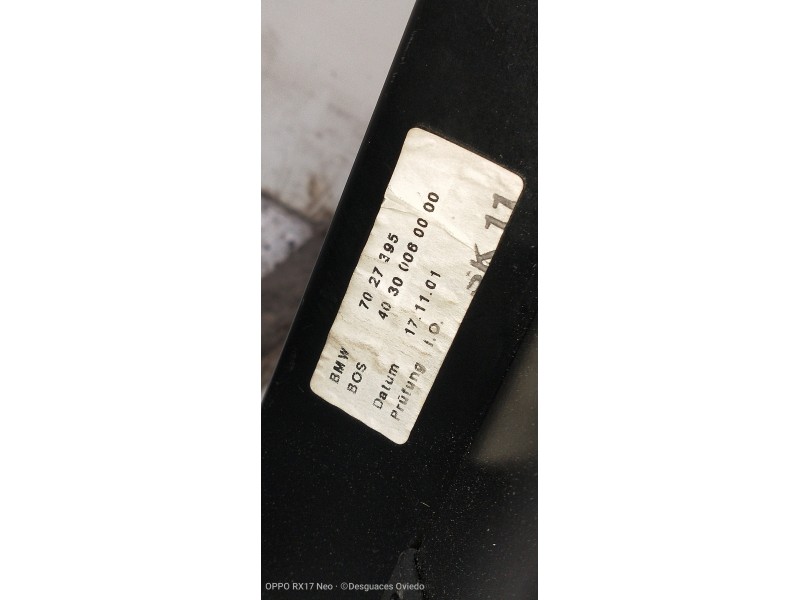 BMW 70 27 395
BOS 40 30 006 00 00
Datum 17.11.01
Prüfung I.O.
OPPO RX17 Neo · ©Desguaces Oviedo